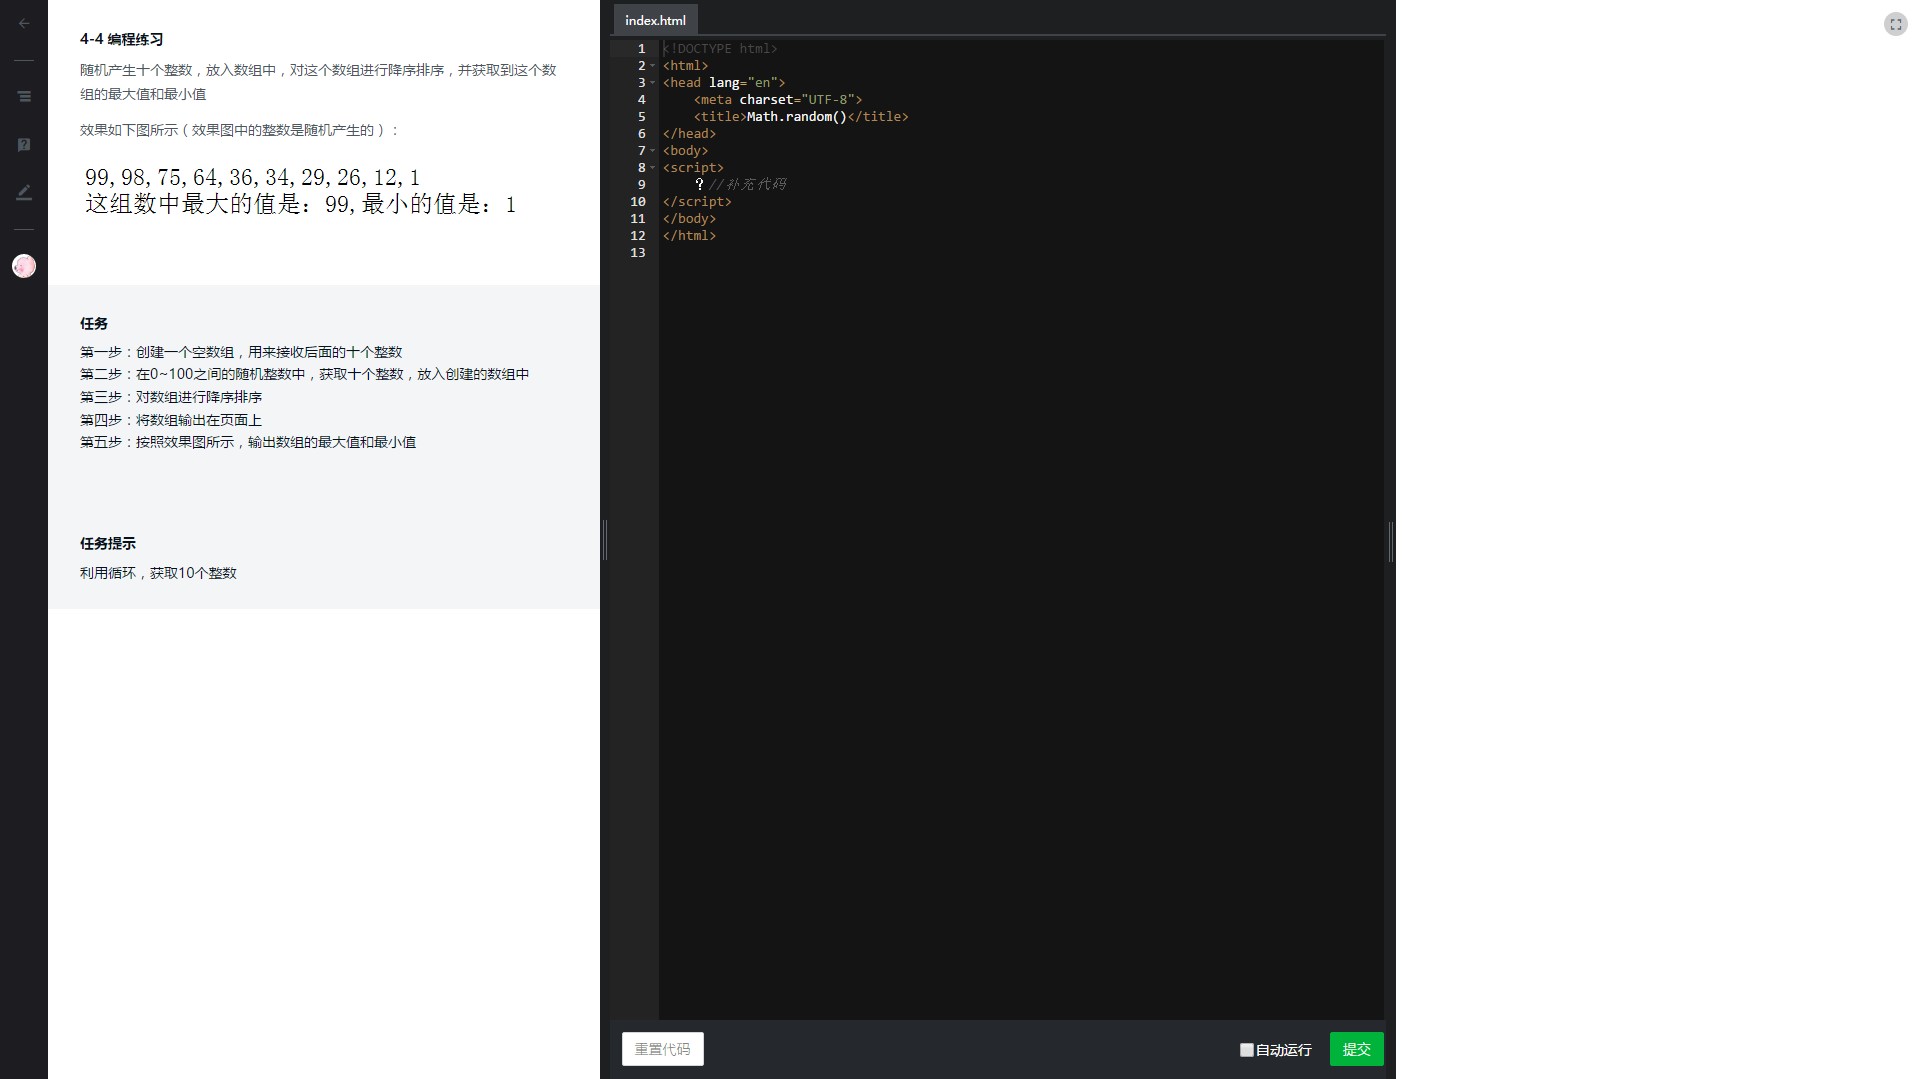 4-4 编程练习
随机产生十个整数，放入数组中，对这个数组进行降序排序，并获取到这个数
组的最大值和最小值
效果如下图所示（效果图中的整数是随机产生的）：
99,98,75,64,36,34,29,26,12,1
这组数中最大的值是：99,最小的值是：1
任务
第一步：创建一个空数组，用来接收后面的十个整数
第二步：在0~100之间的随机整数中，获取十个整数，放入创建的数组中
第三步：对数组进行降序排序
第四步：将数组输出在页面上
第五步：按照效果图所示，输出数组的最大值和最小值
任务提示
利用循环，获取10个整数
index.html
1 <!DOCTYPE html>
2 <html>
3 <head lang="en">
4 <meta charset="UTF-8">
5 <title>Math.random()</title>
6 </head>
7 <body>
8 <script>
9 ？//补充代码
10 </script>
11 </body>
12 </html>
13
重置代码
自动运行
提交